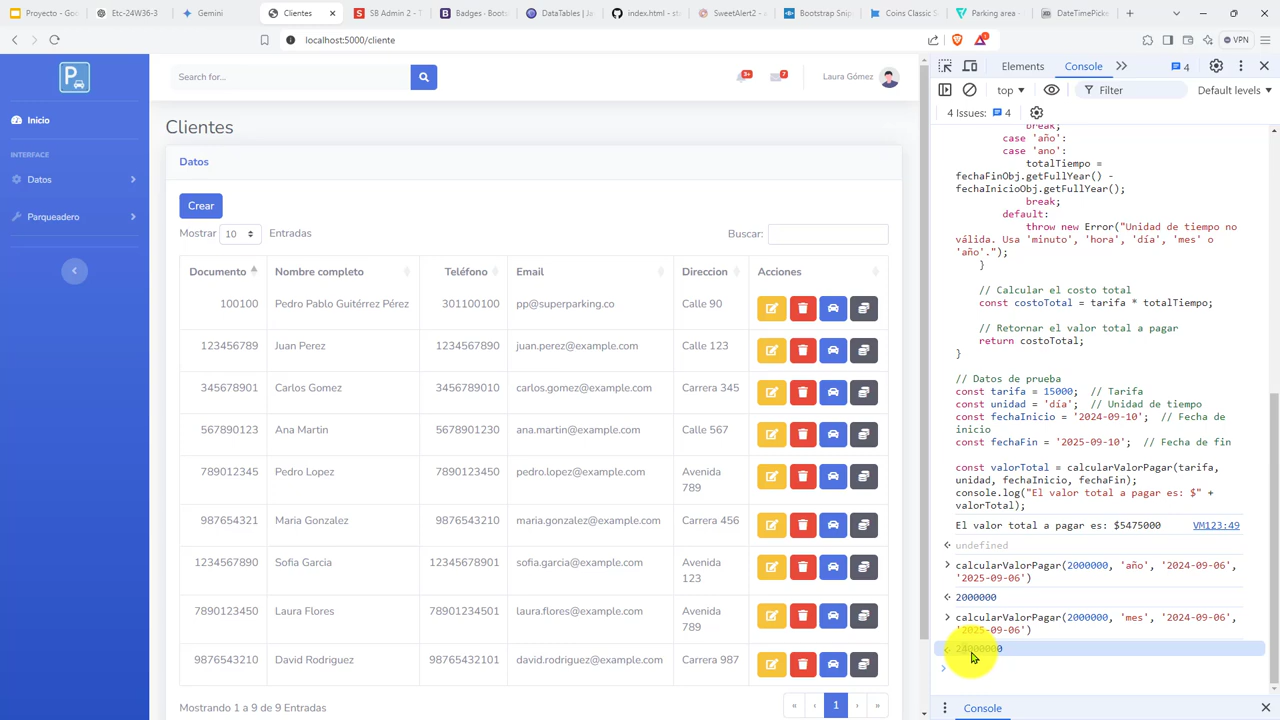 Proyecto - Goo
Etc-24W36-3
Gemini
Clientes
SB Admin 2 - T
Badges - Boots
DataTables | Ja
index.html - sta
SweetAlert2 - a
Bootstrap Snip
Coins Classic S
Parking area -
DateTimePicke
localhost:5000/cliente
VPN
P
Search for...
3+
7
Laura Gómez
Inicio
INTERFACE
Datos
Parqueadero
Clientes
Datos
Crear
Mostrar 10 Entradas
Buscar:
Documento Nombre completo Teléfono Email Direccion Acciones
100100 Pedro Pablo Guitérrez Pérez 301100100 pp@superparking.co Calle 90
123456789 Juan Perez 1234567890 juan.perez@example.com Calle 123
345678901 Carlos Gomez 3456789010 carlos.gomez@example.com Carrera 345
567890123 Ana Martin 5678901230 ana.martin@example.com Calle 567
789012345 Pedro Lopez 7890123450 pedro.lopez@example.com Avenida
789
987654321 Maria Gonzalez 9876543210 maria.gonzalez@example.com Carrera 456
1234567890 Sofia Garcia 12345678901 sofia.garcia@example.com Avenida
123
7890123450 Laura Flores 78901234501 laura.flores@example.com Avenida
789
9876543210 David Rodriguez 98765432101 david.rodriguez@example.com Carrera 987
Mostrando 1 a 9 de 9 Entradas
« ‹ 1 › »
Elements Console 4
top Filter Default levels
4 Issues: 4
break;
case 'año':
case 'ano':
totalTiempo =
fechaFinObj.getFullYear() -
fechaInicioObj.getFullYear();
break;
default:
throw new Error("Unidad de tiempo no
válida. Usa 'minuto', 'hora', 'día', 'mes' o
'año'.");
}
// Calcular el costo total
const costoTotal = tarifa * totalTiempo;
// Retornar el valor total a pagar
return costoTotal;
}
// Datos de prueba
const tarifa = 15000; // Tarifa
const unidad = 'día'; // Unidad de tiempo
const fechaInicio = '2024-09-10'; // Fecha de
inicio
const fechaFin = '2025-09-10'; // Fecha de fin
const valorTotal = calcularValorPagar(tarifa,
unidad, fechaInicio, fechaFin);
console.log("El valor total a pagar es: $" +
valorTotal);
El valor total a pagar es: $5475000 VM123:49
undefined
calcularValorPagar(2000000, 'año', '2024-09-06',
'2025-09-06')
2000000
calcularValorPagar(2000000, 'mes', '2024-09-06',
'2025-09-06')
24000000
Console